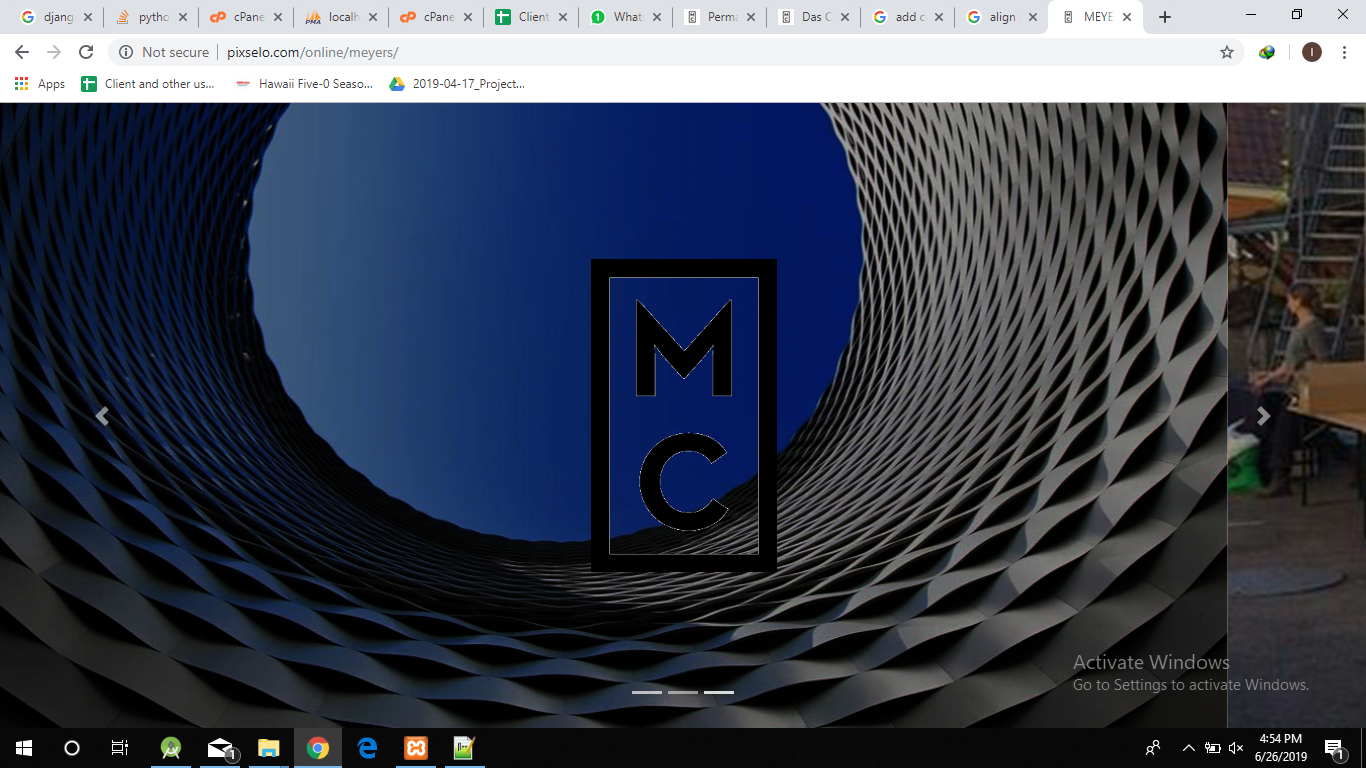 djang
pytho
cPane
localh
cPane
Client
What
Perma
Das C
add c
align
MEYE
Not secure
pixselo.com/online/meyers/
I
Apps
Client and other us...
Hawaii Five-0 Seaso...
2019-04-17_Project...
M
C
Activate Windows
Go to Settings to activate Windows.
4:54 PM
6/26/2019
1
1